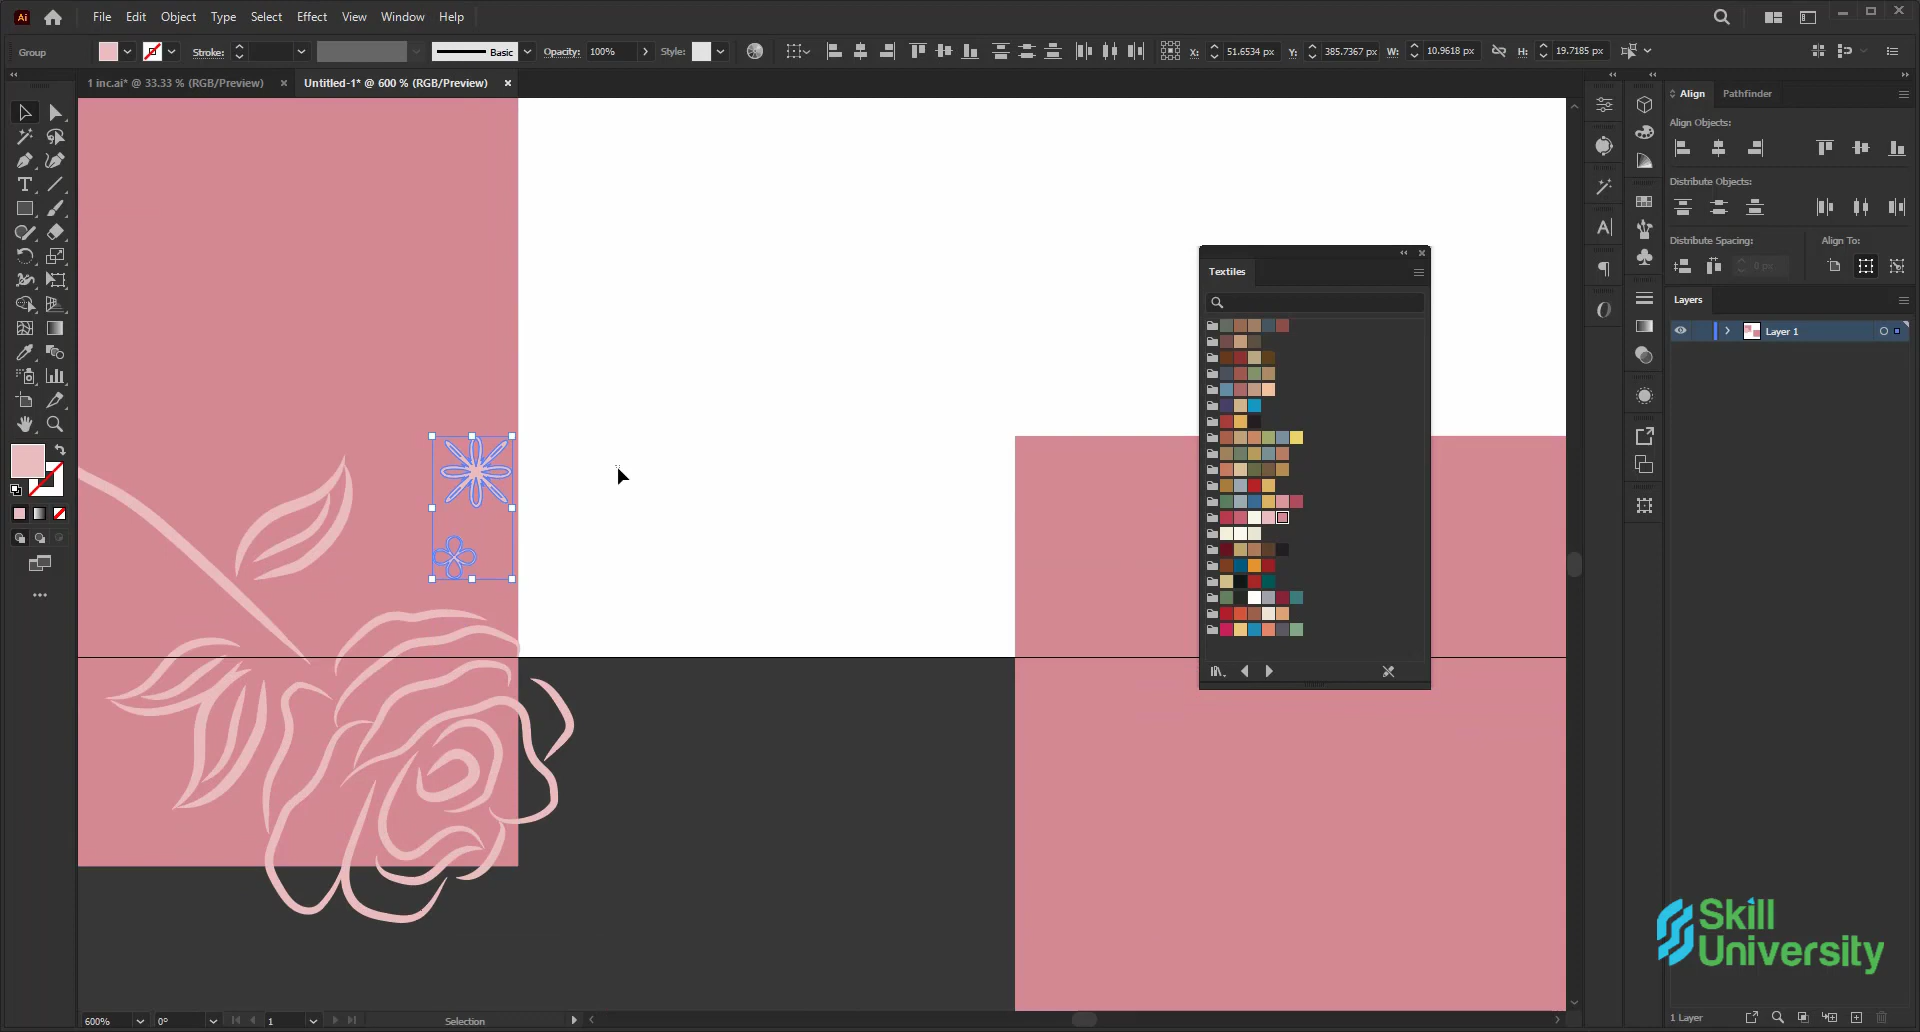 Ai File Edit Object Type Select Effect View Window Help
Group Stroke: Basic Opacity: 100% Style: X: 51.6534 px Y: 385.7367 px W: 10.9618 px H: 19.7185 px
1 inc.ai* @ 33.33 % (RGB/Preview) Untitled-1* @ 600 % (RGB/Preview)
Align Pathfinder
Align Objects:
Distribute Objects:
Distribute Spacing: Align To:
0 px
Textiles
Layers
Layer 1
Skill
University
600% 0° 1 Selection
1 Layer